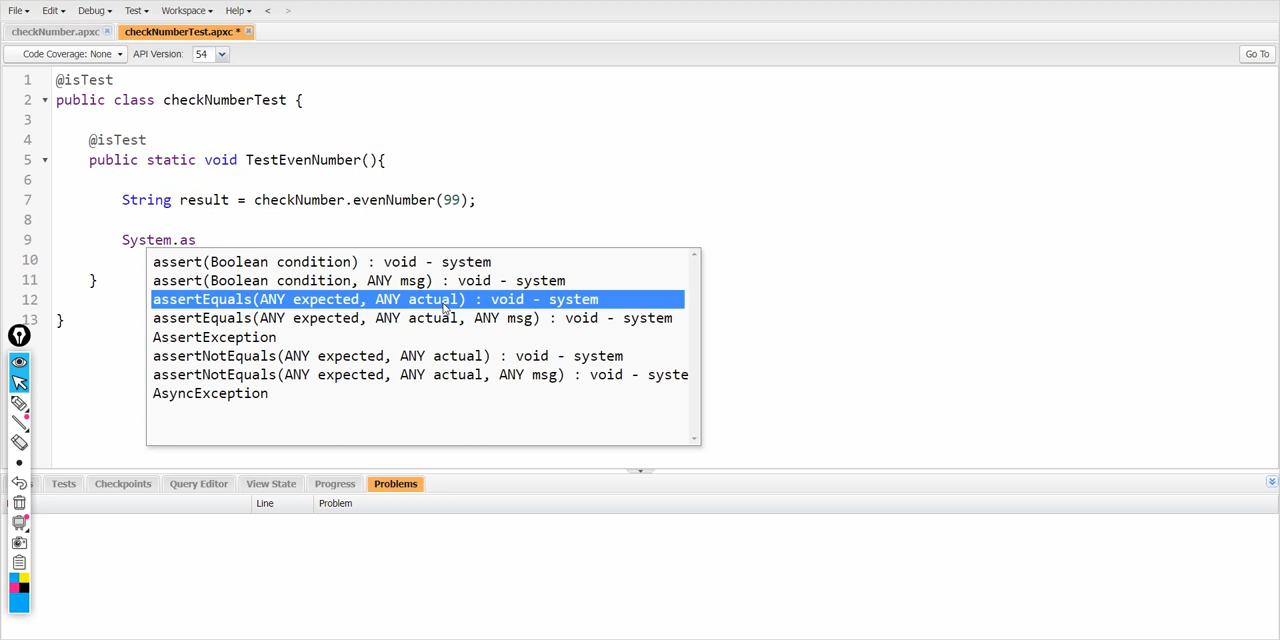 File Edit Debug Test Workspace Help < >
checkNumber.apxc checkNumberTest.apxc *
Code Coverage: None API Version: 54 Go To
1 @isTest
2 public class checkNumberTest {
3
4 @isTest
5 public static void TestEvenNumber(){
6
7 String result = checkNumber.evenNumber(99);
8
9 System.as
10 assert(Boolean condition) : void - system
11 } assert(Boolean condition, ANY msg) : void - system
12 assertEquals(ANY expected, ANY actual) : void - system
13 } assertEquals(ANY expected, ANY actual, ANY msg) : void - system
AssertException
assertNotEquals(ANY expected, ANY actual) : void - system
assertNotEquals(ANY expected, ANY actual, ANY msg) : void - syste
AsyncException
Tests Checkpoints Query Editor View State Progress Problems
Line Problem